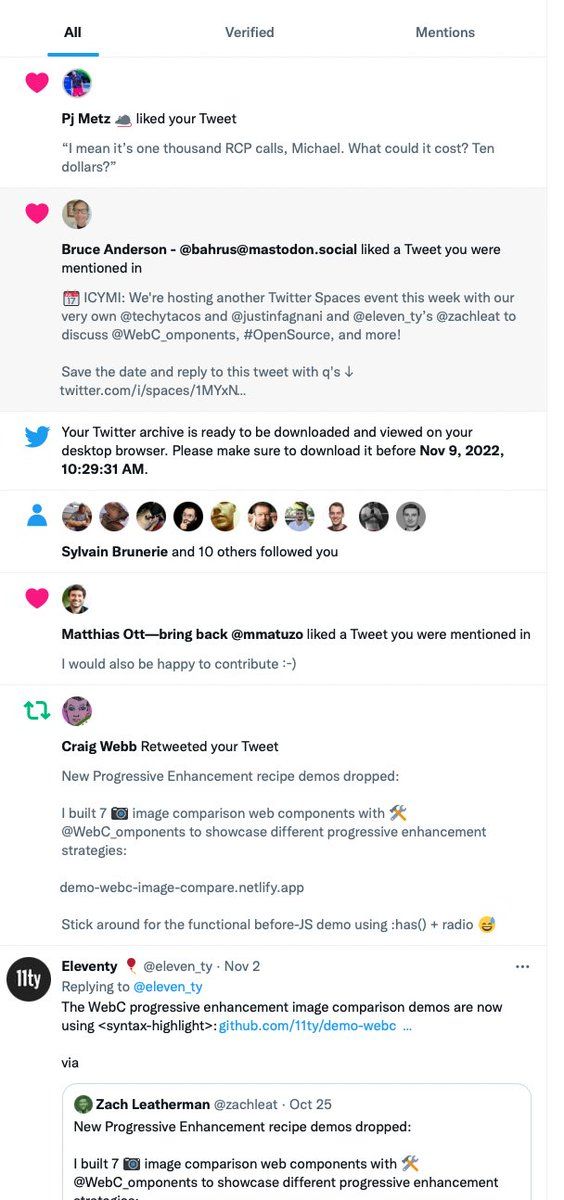 All Verified Mentions
Pj Metz liked your Tweet
“I mean it’s one thousand RCP calls, Michael. What could it cost? Ten
dollars?”
Bruce Anderson - @bahrus@mastodon.social liked a Tweet you were
mentioned in
📅 ICYMI: We're hosting another Twitter Spaces event this week with our
very own @techytacos and @justinfagnani and @eleven_ty’s @zachleat to
discuss @WebC_omponents, #OpenSource, and more!
Save the date and reply to this tweet with q's ↓
twitter.com/i/spaces/1MYxN…
Your Twitter archive is ready to be downloaded and viewed on your
desktop browser. Please make sure to download it before Nov 9, 2022,
10:29:31 AM.
Sylvain Brunerie and 10 others followed you
Matthias Ott—bring back @mmatuzo liked a Tweet you were mentioned in
I would also be happy to contribute :-)
Craig Webb Retweeted your Tweet
New Progressive Enhancement recipe demos dropped:
I built 7 📷 image comparison web components with 🛠
@WebC_omponents to showcase different progressive enhancement
strategies:
demo-webc-image-compare.netlify.app
Stick around for the functional before-JS demo using :has() + radio 😅
11ty
Eleventy 🎈 @eleven_ty · Nov 2 ...
Replying to @eleven_ty
The WebC progressive enhancement image comparison demos are now
using <syntax-highlight>: github.com/11ty/demo-webc …
via
Zach Leatherman @zachleat · Oct 25
New Progressive Enhancement recipe demos dropped:
I built 7 📷 image comparison web components with 🛠
@WebC_omponents to showcase different progressive enhancement
strategies: